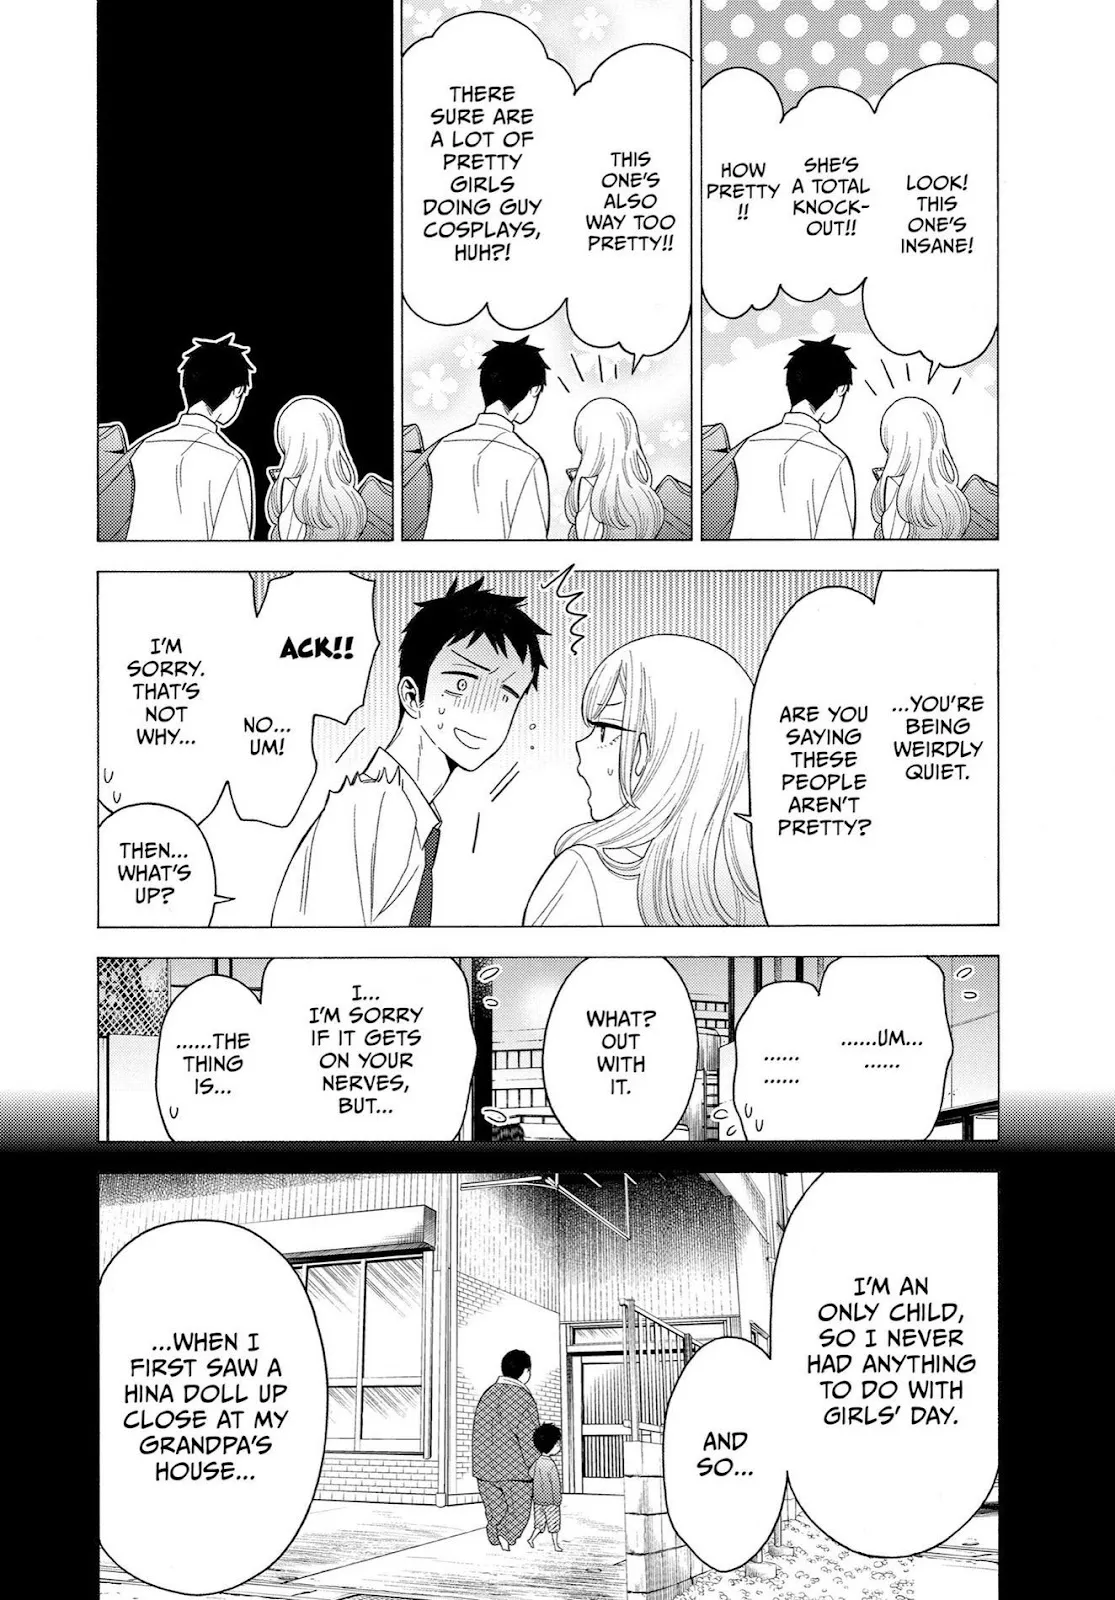 LOOK!
THIS
ONE'S
INSANE!
SHE'S
A TOTAL
KNOCK-
OUT!!
HOW
PRETTY
!!
THIS
ONE'S
ALSO
WAY TOO
PRETTY!!
THERE
SURE ARE
A LOT OF
PRETTY
GIRLS
DOING GUY
COSPLAYS,
HUH?!
...YOU'RE
BEING
WEIRDLY
QUIET.
ARE YOU
SAYING
THESE
PEOPLE
AREN'T
PRETTY?
ACK!!
NO...
UM!
I'M
SORRY.
THAT'S
NOT
WHY...
THEN...
WHAT'S
UP?
......UM...
......
......
......
WHAT?
OUT
WITH
IT.
I...
I'M SORRY
IF IT GETS
ON YOUR
NERVES,
BUT...
......THE
THING
IS...
I'M AN
ONLY CHILD,
SO I NEVER
HAD ANYTHING
TO DO WITH
GIRLS' DAY.
AND
SO...
...WHEN I
FIRST SAW A
HINA DOLL UP
CLOSE AT MY
GRANDPA'S
HOUSE...